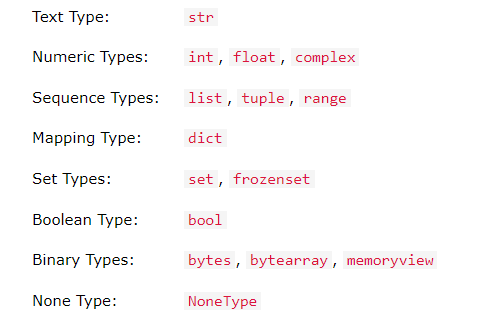 Text Type: str
Numeric Types: int, float, complex
Sequence Types: list, tuple, range
Mapping Type: dict
Set Types: set, frozenset
Boolean Type: bool
Binary Types: bytes, bytearray, memoryview
None Type: NoneType